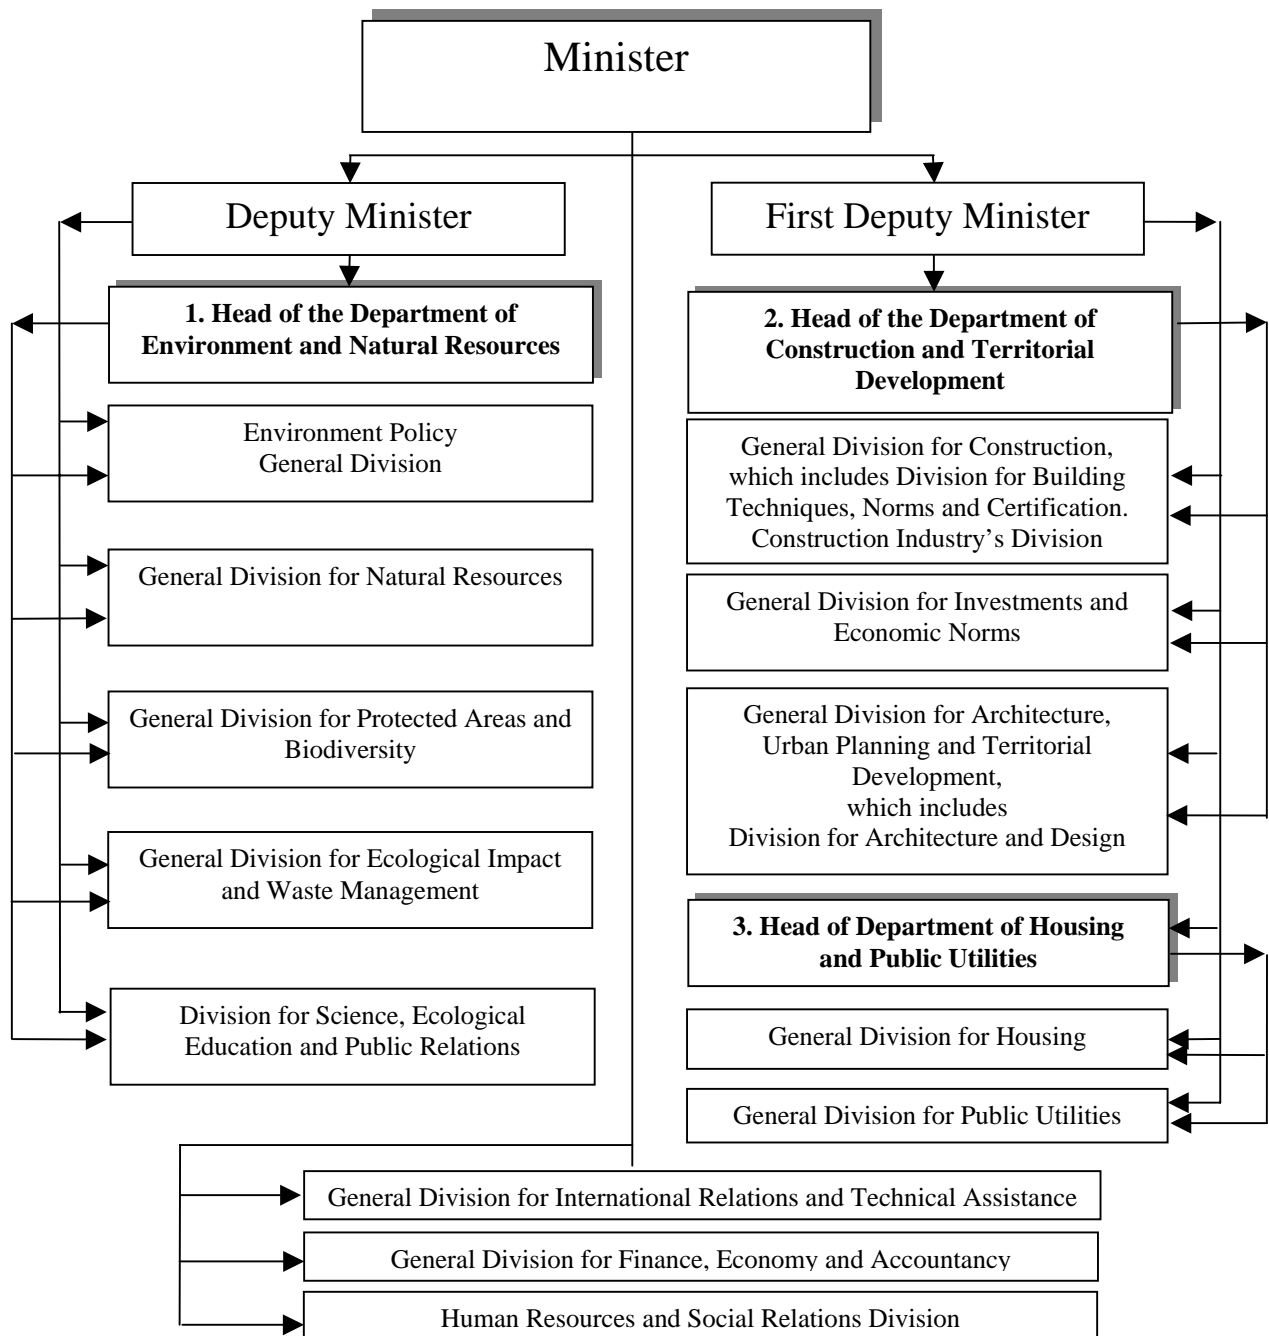 Minister
Deputy Minister
First Deputy Minister
1. Head of the Department of
Environment and Natural Resources
Environment Policy
General Division
General Division for Natural Resources
General Division for Protected Areas and
Biodiversity
General Division for Ecological Impact
and Waste Management
Division for Science, Ecological
Education and Public Relations
2. Head of the Department of
Construction and Territorial
Development
General Division for Construction,
which includes Division for Building
Techniques, Norms and Certification.
Construction Industry’s Division
General Division for Investments and
Economic Norms
General Division for Architecture,
Urban Planning and Territorial
Development,
which includes
Division for Architecture and Design
3. Head of Department of Housing
and Public Utilities
General Division for Housing
General Division for Public Utilities
General Division for International Relations and Technical Assistance
General Division for Finance, Economy and Accountancy
Human Resources and Social Relations Division